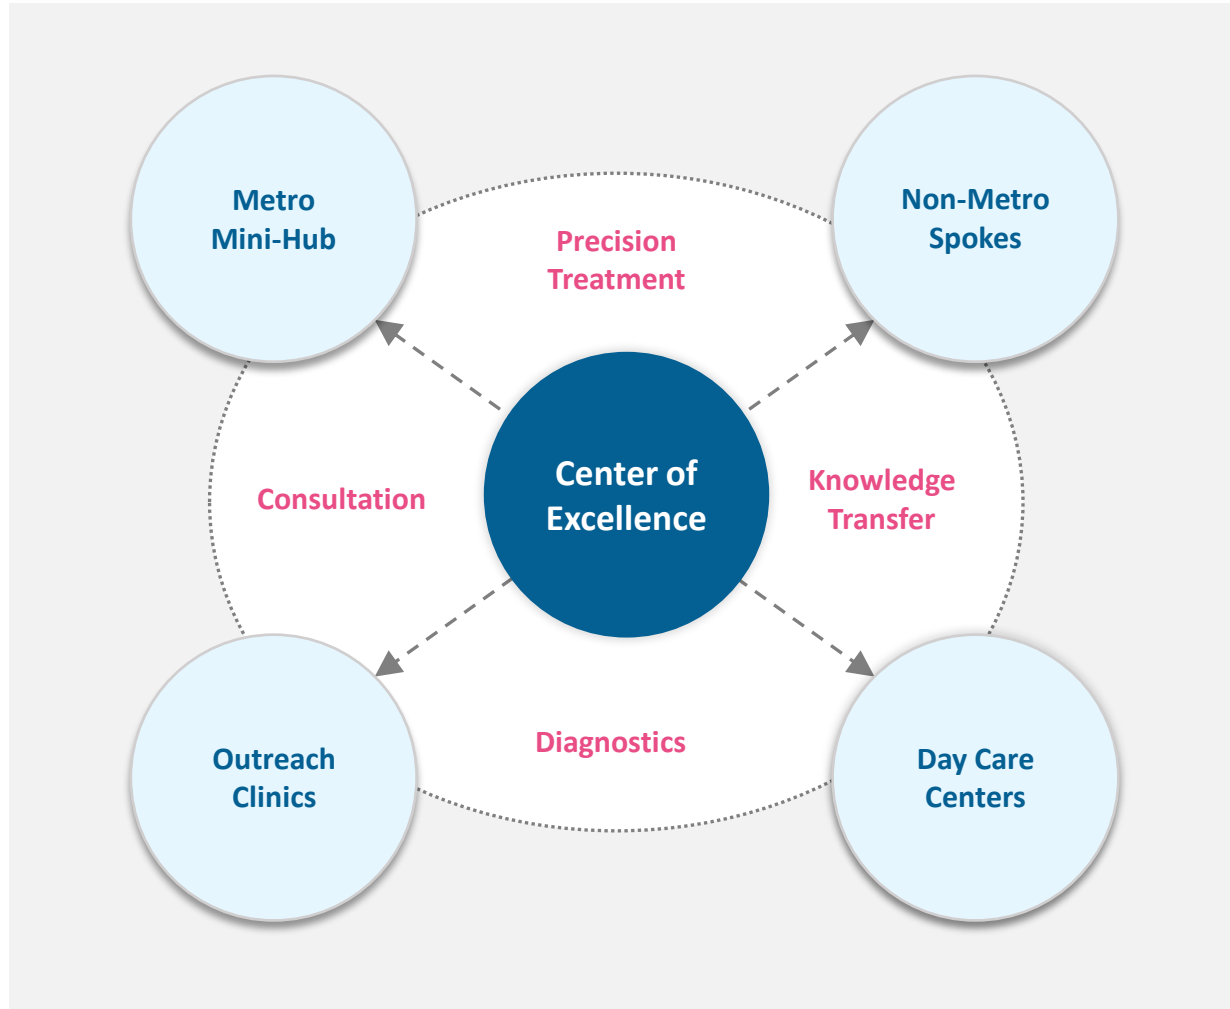 Metro
Mini-Hub
Non-Metro
Spokes
Precision
Treatment
Center of
Excellence
Consultation
Knowledge
Transfer
Diagnostics
Outreach
Clinics
Day Care
Centers